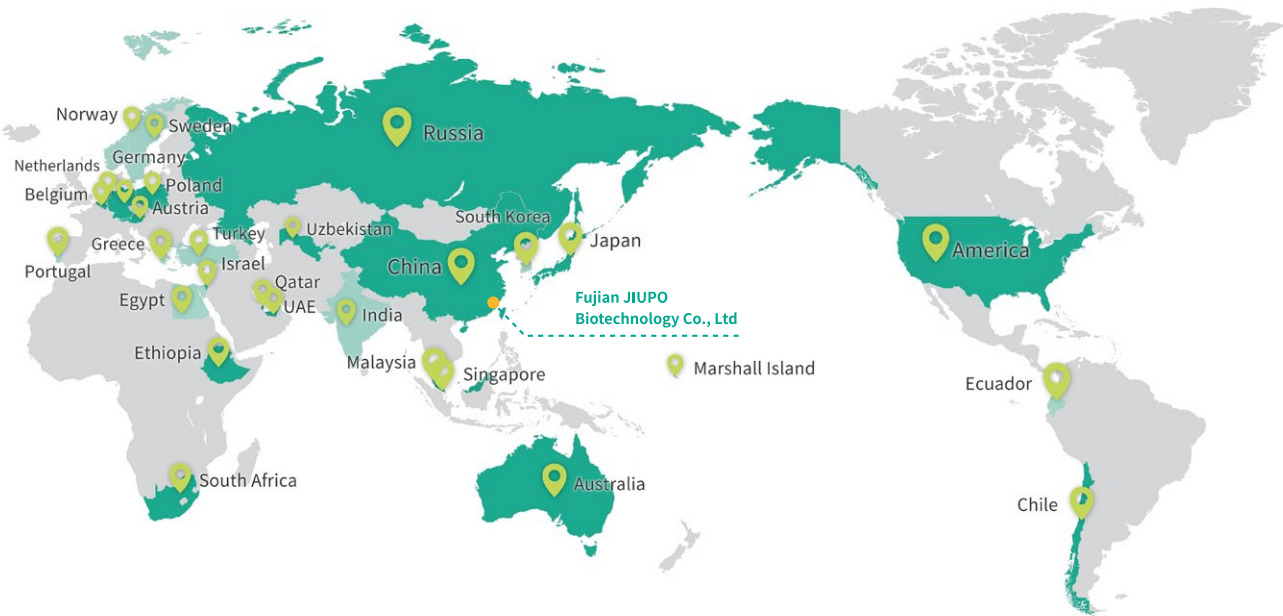 Norway
Sweden
Russia
Germany
Netherlands
Poland
Belgium
Austria
South Korea
Uzbekistan
Turkey
Greece
Japan
America
Portugal
Israel
China
Qatar
Egypt
UAE
India
Fujian JIUPO
Biotechnology Co., Ltd
Ethiopia
Malaysia
Singapore
Marshall Island
Ecuador
South Africa
Australia
Chile